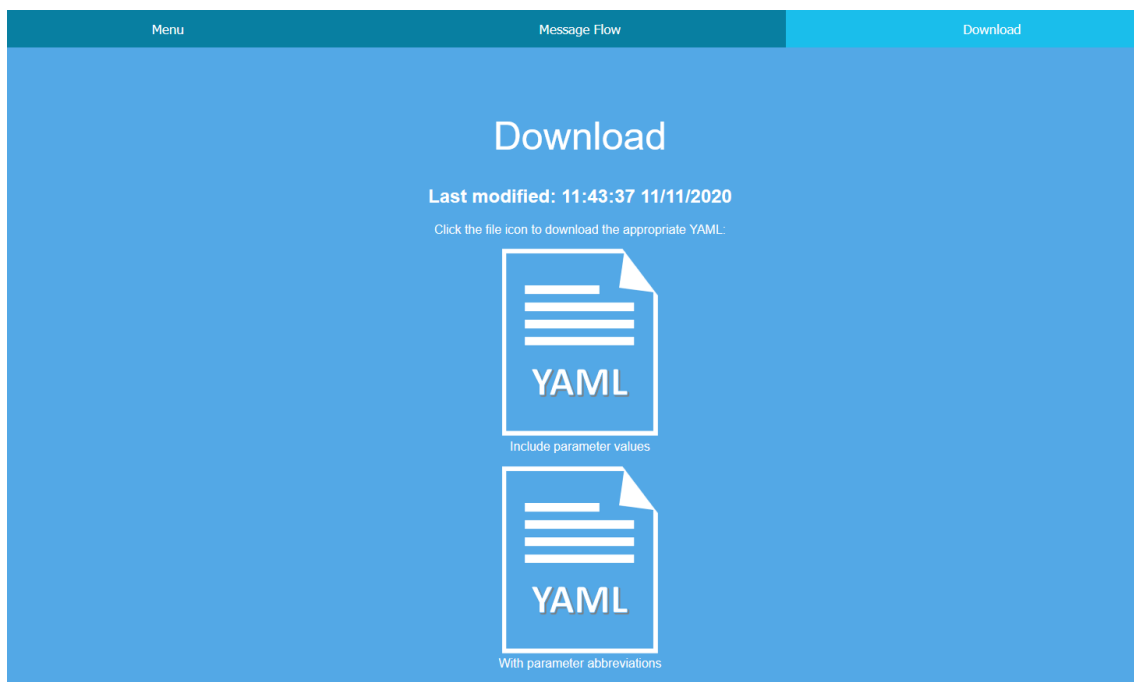 Menu
Message Flow
Download
Download
Last modified: 11:43:37 11/11/2020
Click the file icon to download the appropriate YAML:
YAML
Include parameter values
YAML
With parameter abbreviations